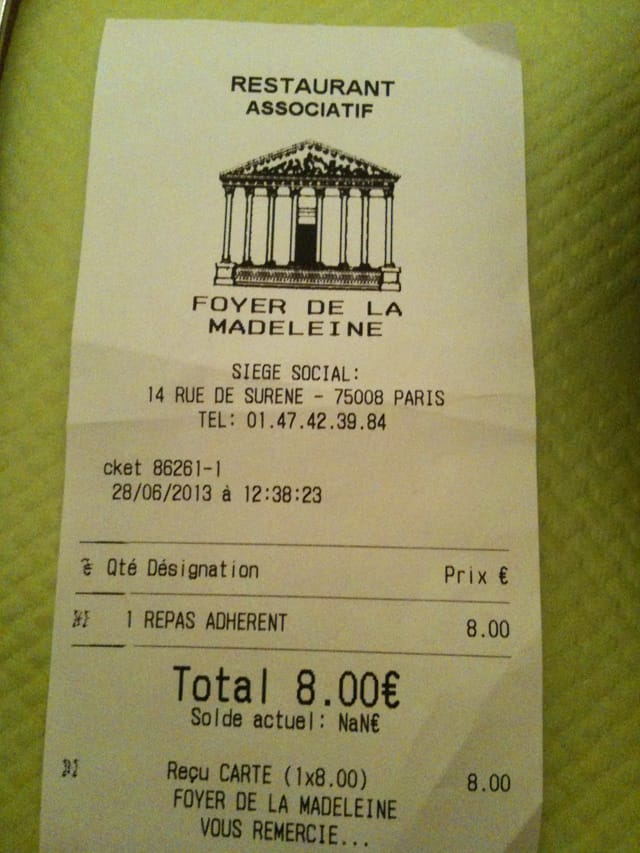 RESTAURANT
ASSOCIATIF
FOYER DE LA
MADELEINE
SIEGE SOCIAL:
14 RUE DE SURENE - 75008 PARIS
TEL: 01.47.42.39.84
cket 86261-1
28/06/2013 à 12:38:23
Qté Désignation Prix €
1 REPAS ADHERENT 8.00
Total 8.00€
Solde actuel: NaN€
Reçu CARTE (1x8.00) 8.00
FOYER DE LA MADELEINE
VOUS REMERCIE...